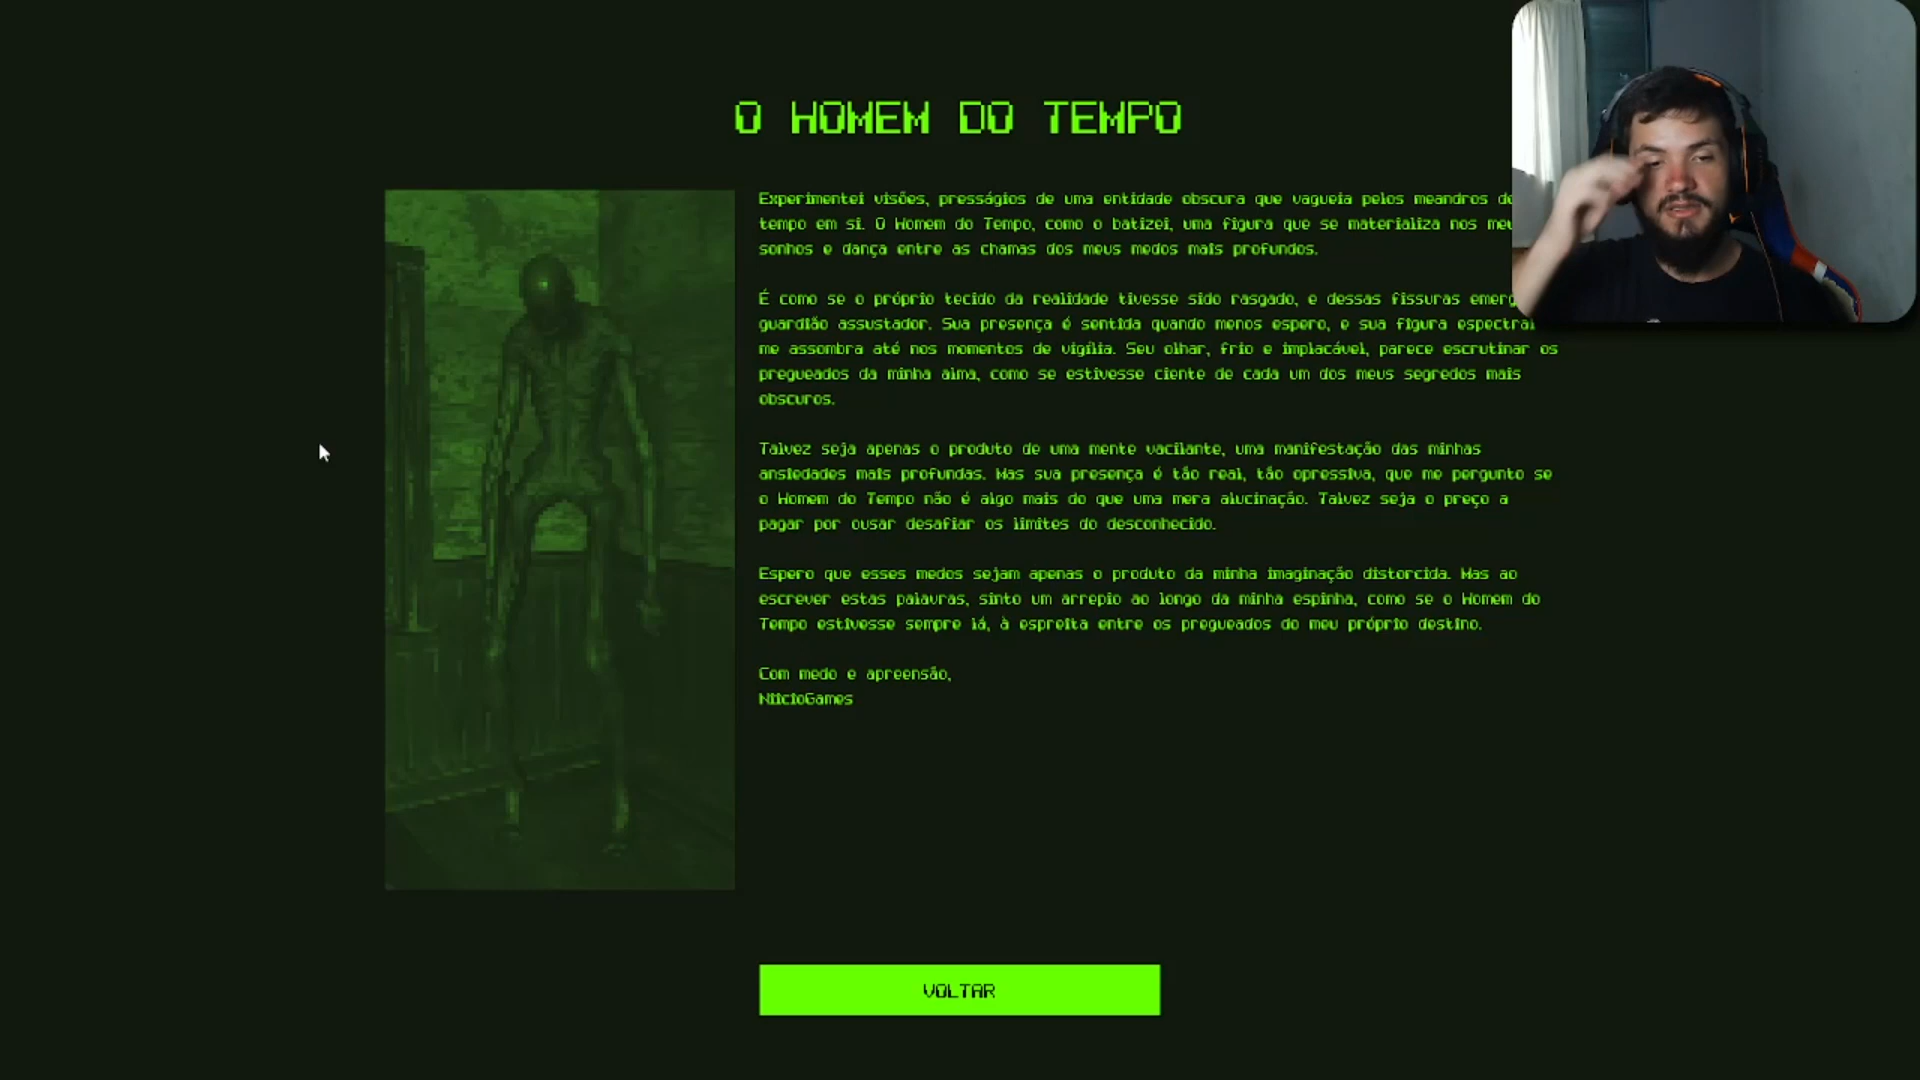 O HOMEM DO TEMPO
Experimentei visões, presságios de uma entidade obscura que vagueia pelos meandros do
tempo em si. O Homem do Tempo, como o batizei, uma figura que se materializa nos
sonhos e dança entre as chamas dos meus medos mais profundos.
É como se o próprio tecido da realidade tivesse sido rasgado, e dessas fissuras
guardião assustador. Sua presença é sentida quando menos espero, e sua figura espectral
me assombra até nos momentos de vigília. Seu olhar, frio e implacável, parece escrutinar os
pregueados da minha alma, como se estivesse ciente de cada um dos meus segredos mais
obscuros.
Talvez seja apenas o produto de uma mente vacilante, uma manifestação das minhas
ansiedades mais profundas. Mas sua presença é tão real, tão opressiva, que me pergunto se
o Homem do Tempo não é algo mais do que uma mera alucinação. Talvez seja o preço a
pagar por ousar desafiar os limites do desconhecido.
Espero que esses medos sejam apenas o produto da minha imaginação distorcida. Mas ao
escrever estas palavras, sinto um arrepio ao longo da minha espinha, como se o Homem do
Tempo estivesse sempre lá, à espreita entre os pregueados do meu próprio destino.
Com medo e apreensão,
NiicioGames
VOLTAR